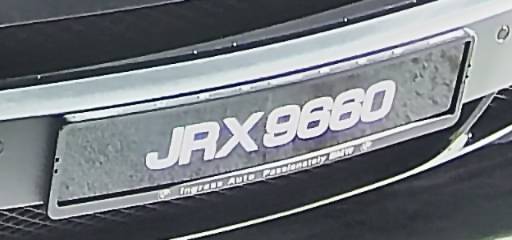 JRX9660
Ingress Auto Passionately BMW